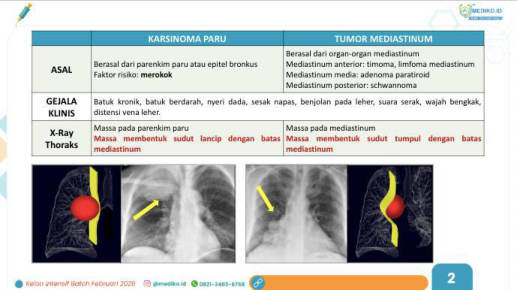 MEDIKO.ID
KARSINOMA PARU
TUMOR MEDIASTINUM
ASAL
Berasal dari parenkim paru atau epitel bronkus
Faktor risiko: merokok
Berasal dari organ-organ mediastinum
Mediastinum anterior: timoma, limfoma mediastinum
Mediastinum media: adenoma paratiroid
Mediastinum posterior: schwannoma
GEJALA
KLINIS
Batuk kronik, batuk berdarah, nyeri dada, sesak napas, benjolan pada leher, suara serak, wajah bengkak,
distensi vena leher.
X-Ray
Thoraks
Massa pada parenkim paru
Massa membentuk sudut lancip dengan batas
mediastinum
Massa pada mediastinum
Massa membentuk sudut tumpul dengan batas
mediastinum
Kelas Intensif Batch Februari 2026
@mediko.id
2